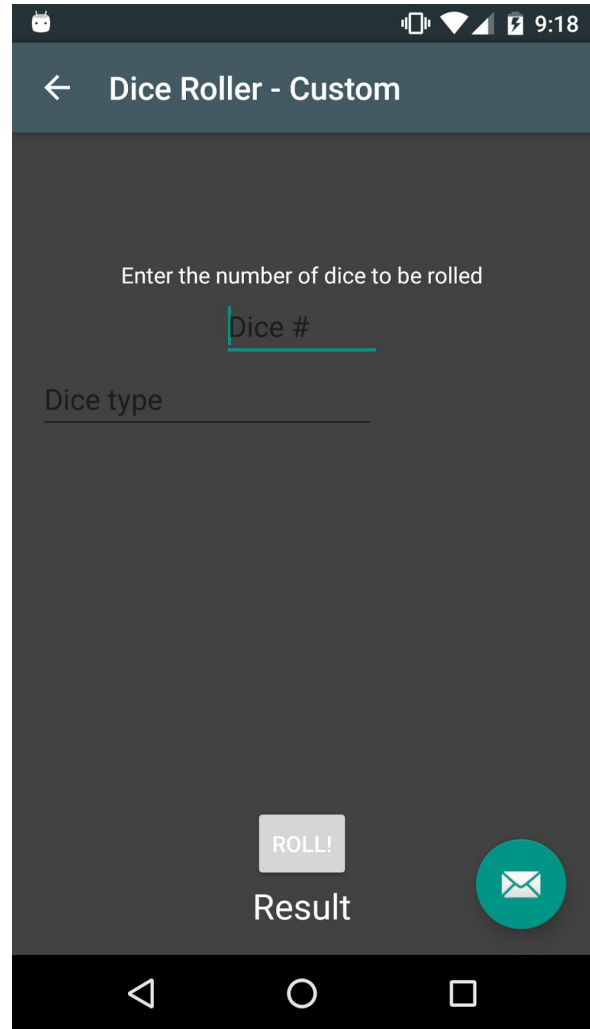 9:18
Dice Roller - Custom
Enter the number of dice to be rolled
Dice #
Dice type
ROLL!
Result